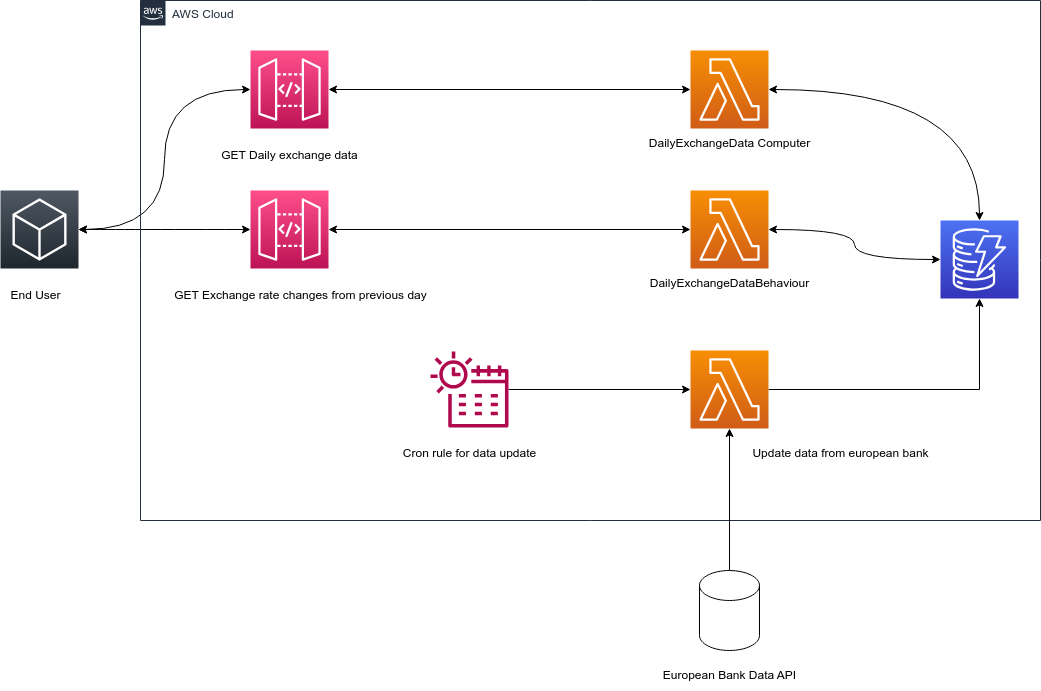 aws
AWS Cloud
</>
GET Daily exchange data
DailyExchangeData Computer
</>
End User
GET Exchange rate changes from previous day
DailyExchangeDataBehaviour
Cron rule for data update
Update data from european bank
European Bank Data API